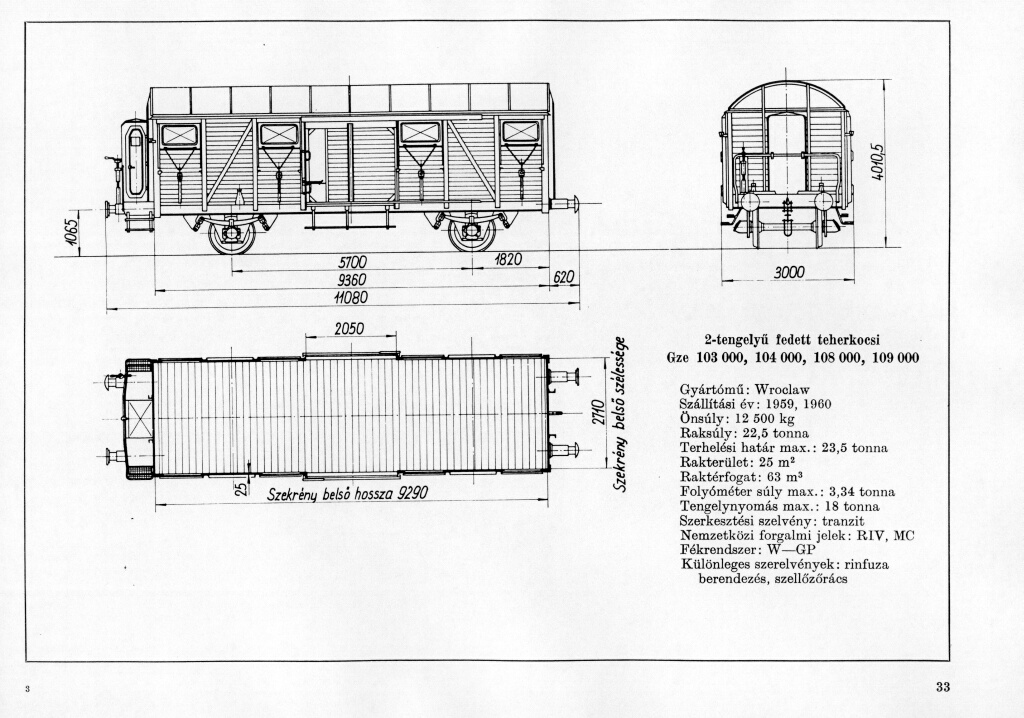 4010,5
1065
5700
1820
9360
620
11080
3000
2050
2-tengelyű fedett teherkocsi
Gze 103 000, 104 000, 108 000, 109 000
Szekrény belső szélessége
2710
Gyártómű: Wroclaw
Szállítási év: 1959, 1960
Önsúly: 12 500 kg
Raksúly: 22,5 tonna
Terhelési határ max.: 23,5 tonna
Rakterület: 25 m²
Raktérfogat: 63 m³
Folyóméter súly max.: 3,34 tonna
Tengelynyomás max.: 18 tonna
Szerkesztési szelvény: tranzit
Nemzetközi forgalmi jelek: RIV, MC
Fékrendszer: W—GP
Különleges szerelvények: rinfuza
berendezés, szellőzőrács
25
Szekrény belső hossza 9290
3
33